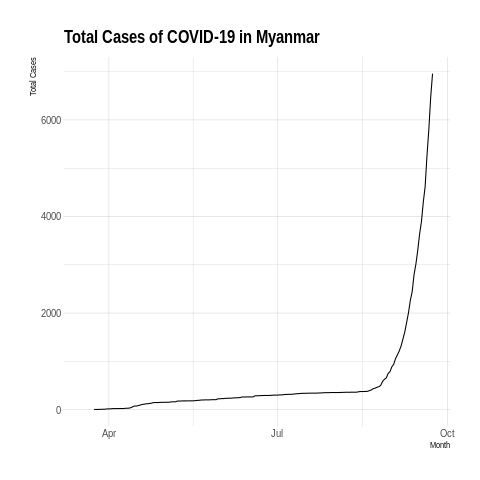 Total Cases of COVID-19 in Myanmar
Total Cases
6000
4000
2000
0
Apr
Jul
Oct
Month